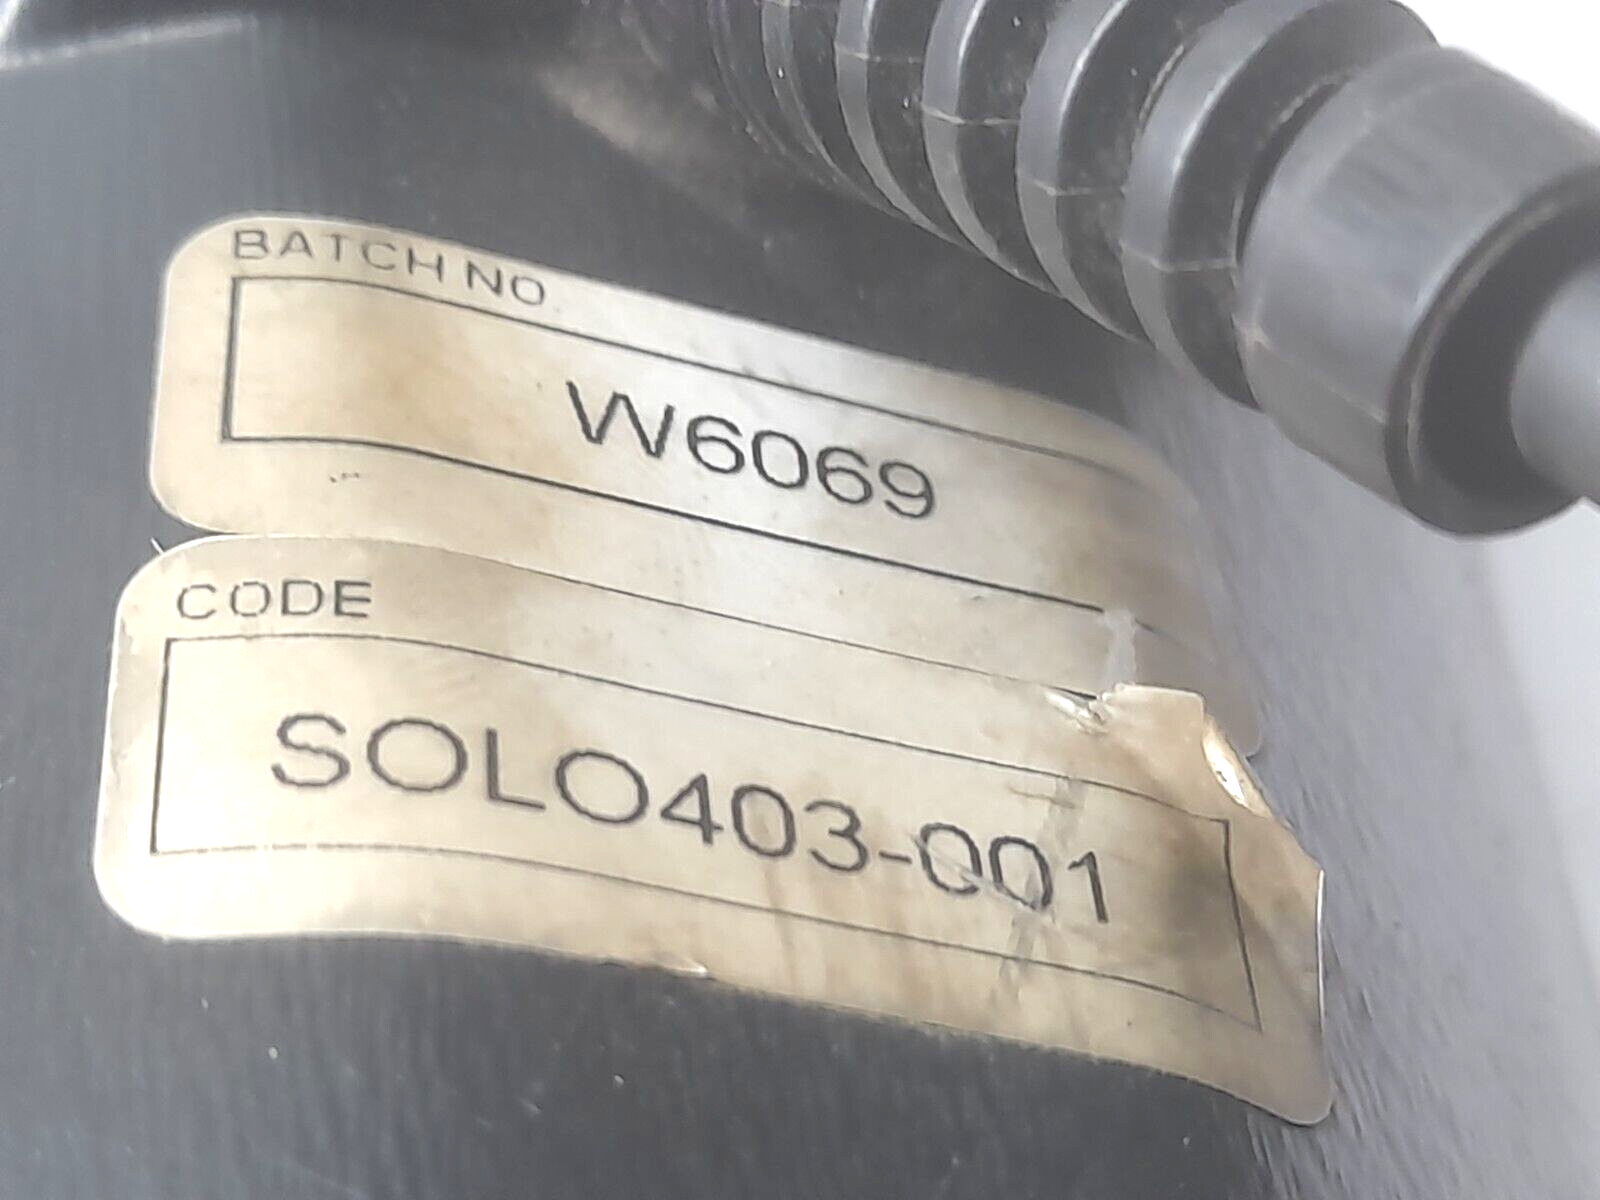 BATCH NO
W6069
CODE
SOLO403-001